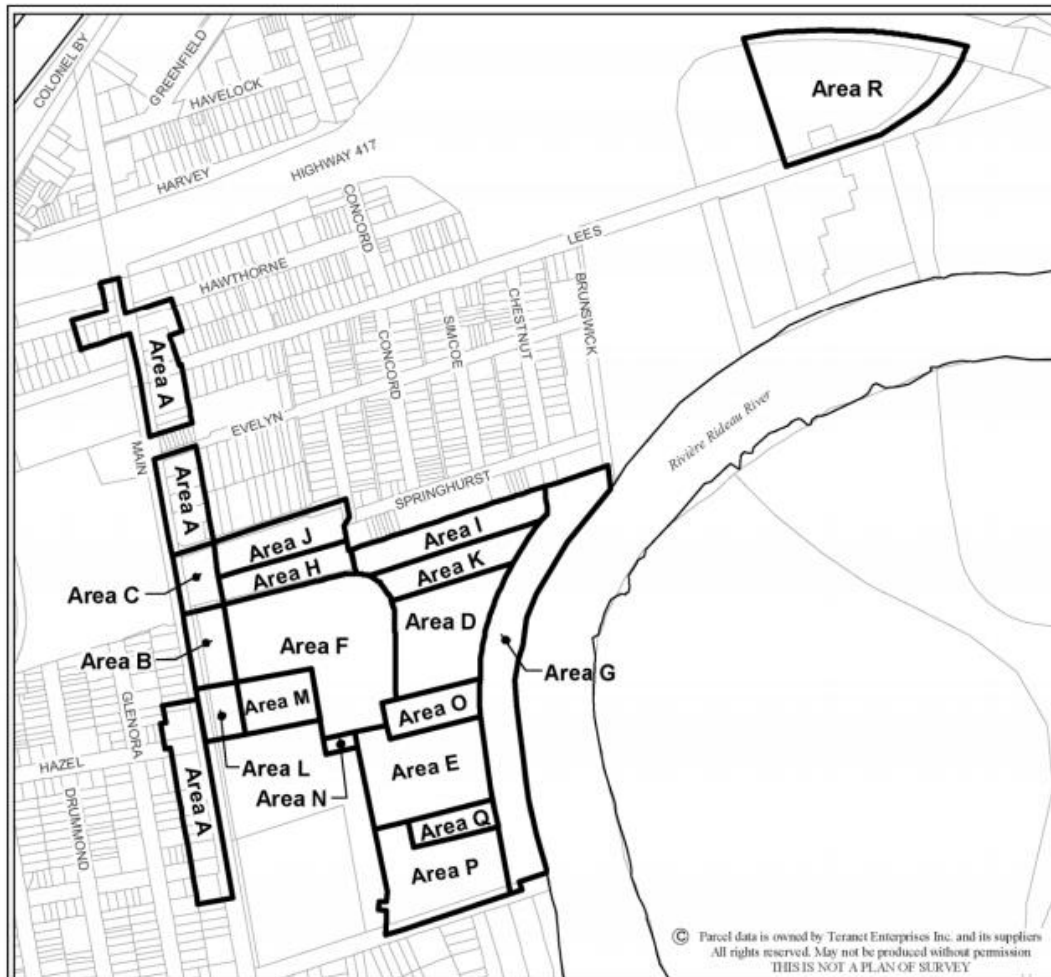 COLONEL BY
GREENFIELD
HAVELOCK
HARVEY
HIGHWAY 417
Area R
CONCORD
LEES
HAWTHORNE
BRUNSWICK
CHESTNUT
SIMCOE
CONCORD
Area A
EVELYN
MAIN
Rivière Rideau River
Area A
SPRINGHURST
Area J
Area I
Area H
Area K
Area C
Area D
Area F
Area B
Area G
Area M
Area O
GLENORA
HAZEL
Area L
Area E
Area N
Area A
DRUMMOND
Area Q
Area P
© Parcel data is owned by Teranet Enterprises Inc. and its suppliers
All rights reserved. May not be produced without permission
THIS IS NOT A PLAN OF SURVEY